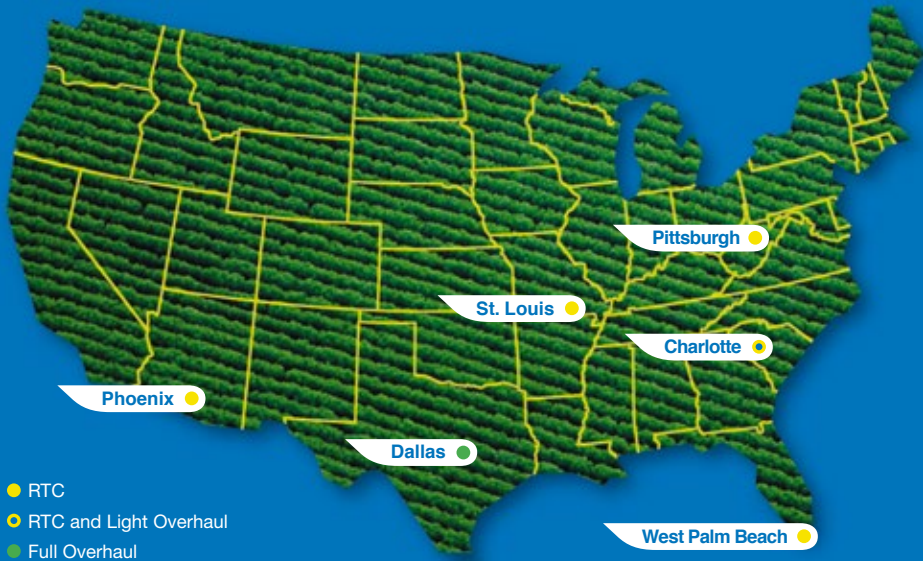 Pittsburgh
St. Louis
Charlotte
Phoenix
Dallas
RTC
RTC and Light Overhaul
West Palm Beach
Full Overhaul